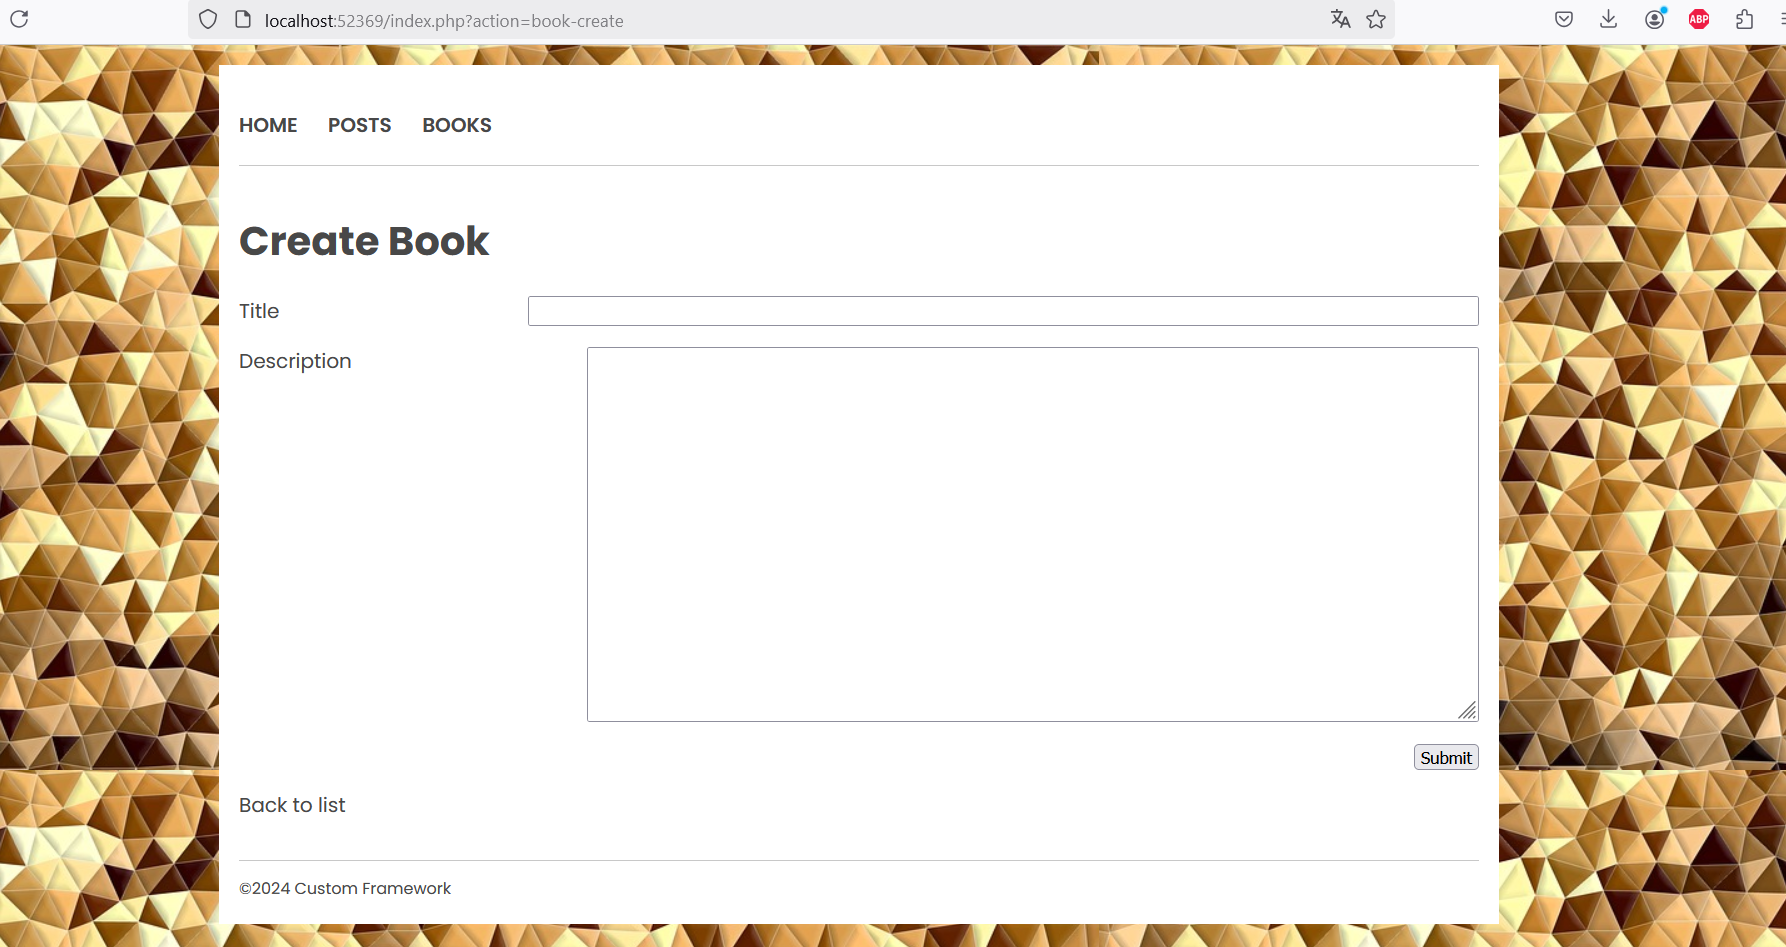 localhost:52369/index.php?action=book-create
ABP
HOME POSTS BOOKS
Create Book
Title
Description
Submit
Back to list
©2024 Custom Framework